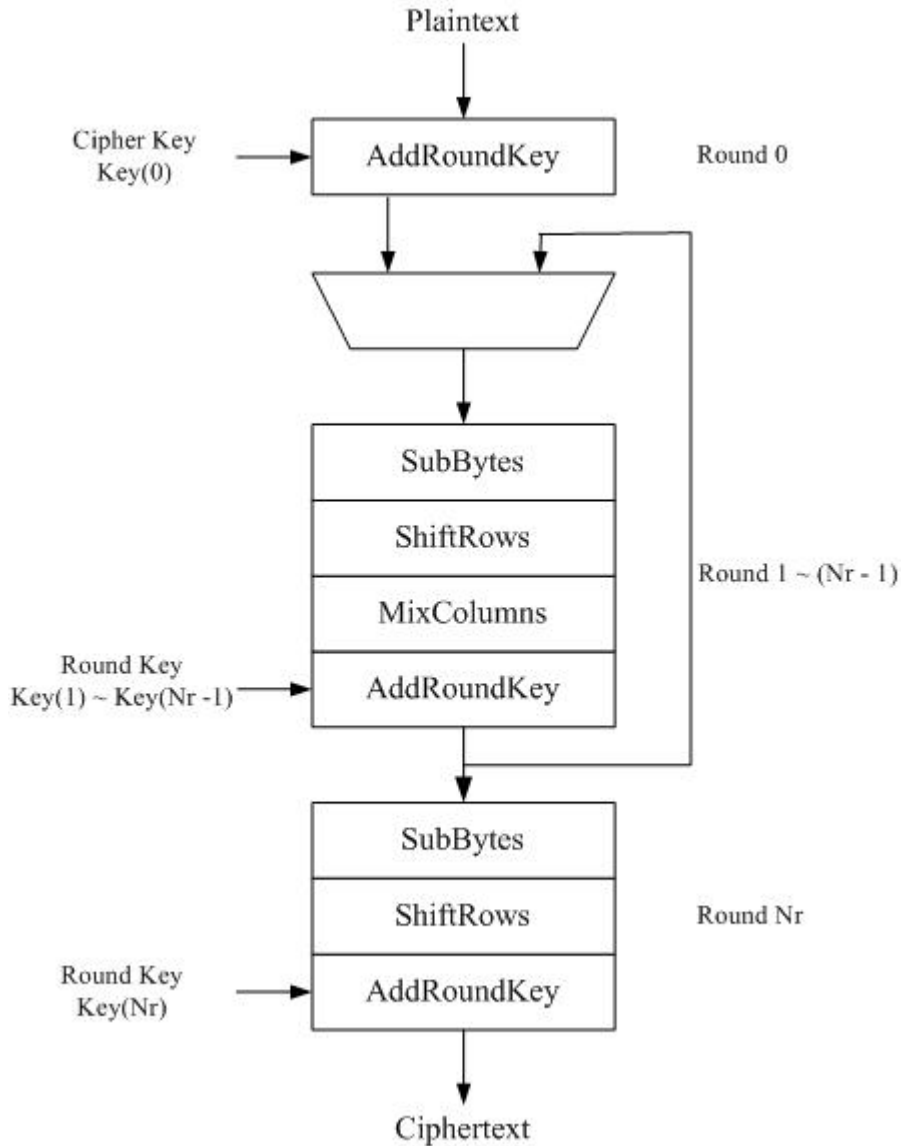 Plaintext
Cipher Key
Key(0)
AddRoundKey
Round 0
SubBytes
ShiftRows
MixColumns
Round 1 ~ (Nr - 1)
Round Key
Key(1) ~ Key(Nr -1)
AddRoundKey
SubBytes
ShiftRows
Round Nr
Round Key
Key(Nr)
AddRoundKey
Ciphertext